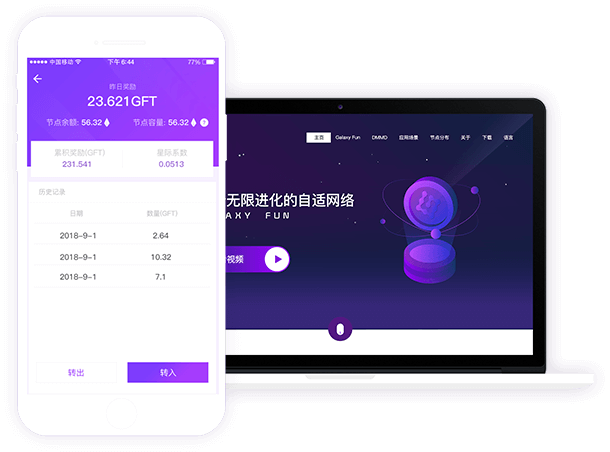 中国移动 下午 6:44 77%
昨日奖励
23.621GFT
节点余额: 56.32 节点容量: 56.32 ?
累积奖励(GFT) 星际系数
231.541 0.0513
历史记录
日期 数量(GFT)
2018-9-1 2.64
2018-9-1 10.32
2018-9-1 7.1
转出 转入
主页 Galaxy Fun DMMO 应用场景 节点分布 关于 下载 语言
无限进化的自适网络
AXY FUN
视频